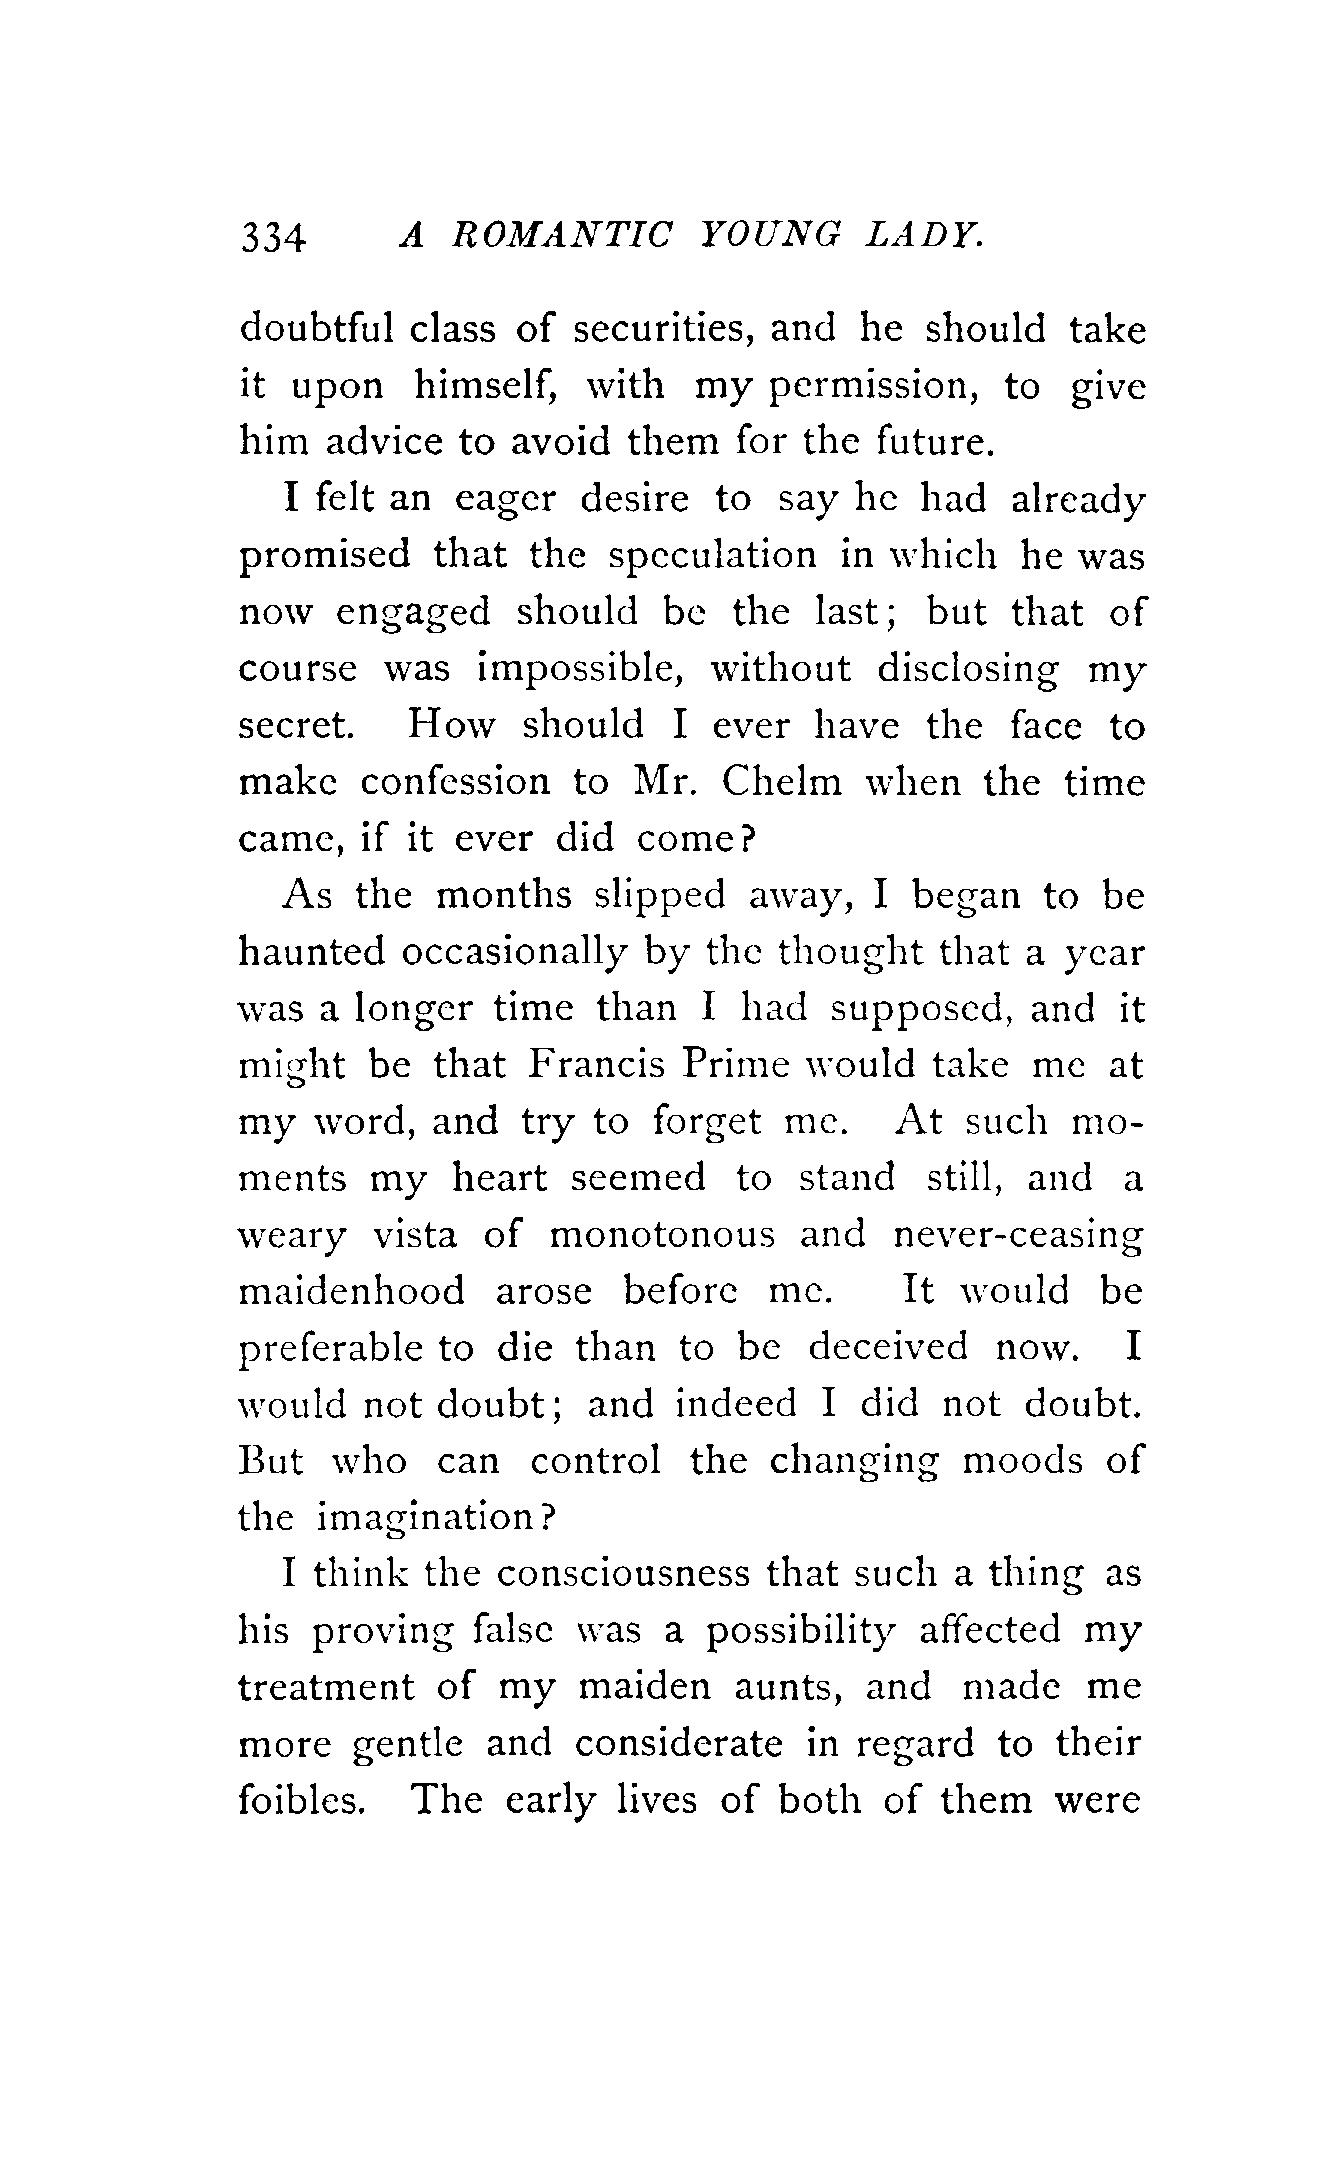 334 A ROMANTIC YOUNG LADY.
doubtful class of securities, and he should take
it upon himself, with my permission, to give
him advice to avoid them for the future.
I felt an eager desire to say he had already
promised that the speculation in which he was
now engaged should be the last; but that of
course was impossible, without disclosing my
secret. How should I ever have the face to
make confession to Mr. Chelm when the time
came, if it ever did come?
As the months slipped away, I began to be
haunted occasionally by the thought that a year
was a longer time than I had supposed, and it
might be that Francis Prime would take me at
my word, and try to forget me. At such mo-
ments my heart seemed to stand still, and a
weary vista of monotonous and never-ceasing
maidenhood arose before me. It would be
preferable to die than to be deceived now. I
would not doubt; and indeed I did not doubt.
But who can control the changing moods of
the imagination?
I think the consciousness that such a thing as
his proving false was a possibility affected my
treatment of my maiden aunts, and made me
more gentle and considerate in regard to their
foibles. The early lives of both of them were